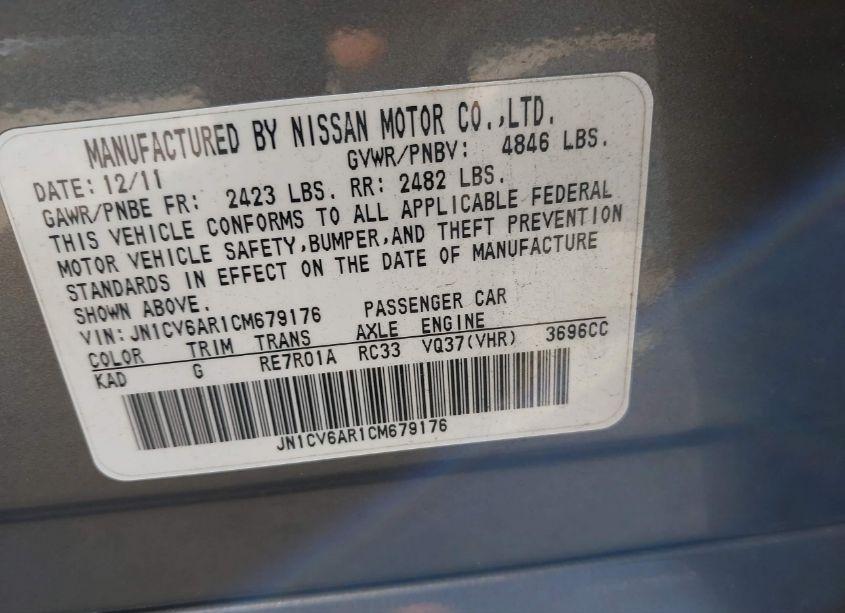 MANUFACTURED BY NISSAN MOTOR CO.,LTD.
DATE: 12/11 GVWR/PNBV: 4846 LBS.
GAWR/PNBE FR: 2423 LBS. RR: 2482 LBS.
THIS VEHICLE CONFORMS TO ALL APPLICABLE FEDERAL
MOTOR VEHICLE SAFETY,BUMPER,AND THEFT PREVENTION
STANDARDS IN EFFECT ON THE DATE OF MANUFACTURE
SHOWN ABOVE.
VIN:JN1CV6AR1CM679176 PASSENGER CAR
COLOR TRIM TRANS AXLE ENGINE
KAD G RE7R01A RC33 VQ37(VHR) 3696CC
JN1CV6AR1CM679176